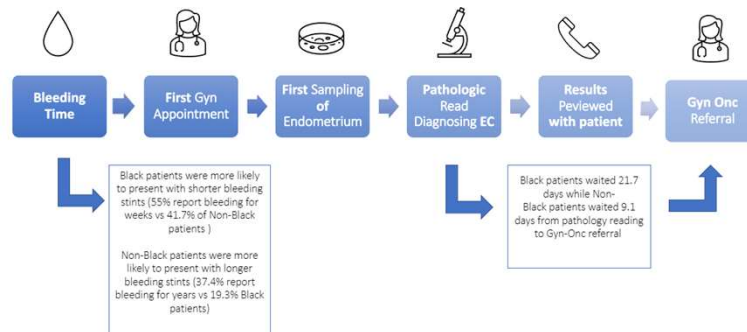 Bleeding
Time
First Gyn
Appointment
First Sampling
of
Endometrium
Pathologic
Read
Diagnosing EC
Results
Peviewed
with patient
Gyn Onc
Referral
Black patients were more likely
to present with shorter bleeding
stints (55% report bleeding for
weeks vs 41.7% of Non-Black
patients )
Non-Black patients were more
likely to present with longer
bleeding stints (37.4% report
bleeding for years vs 19.3% Black
patients)
Black patients waited 21.7
days while Non-
Black patients waited 9.1
days from pathology reading
to Gyn-Onc referral